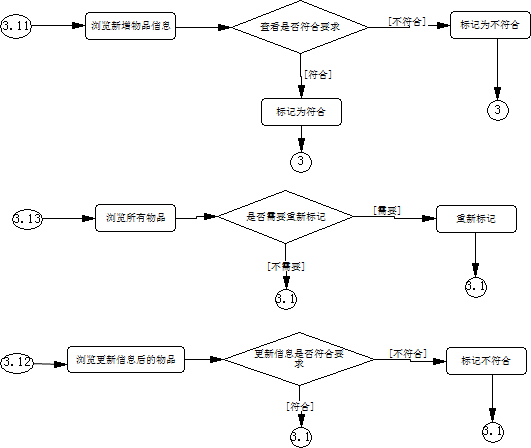 3.11
浏览新增物品信息
查看是否符合要求
[不符合]
标记为不符合
3
[符合]
标记为符合
3
3.13
浏览所有物品
是否需要重新标记
[需要]
重新标记
3.1
[不需要]
3.1
3.12
浏览更新信息后的物品
更新信息是否符合要
求
[不符合]
标记不符合
3.1
[符合]
3.1